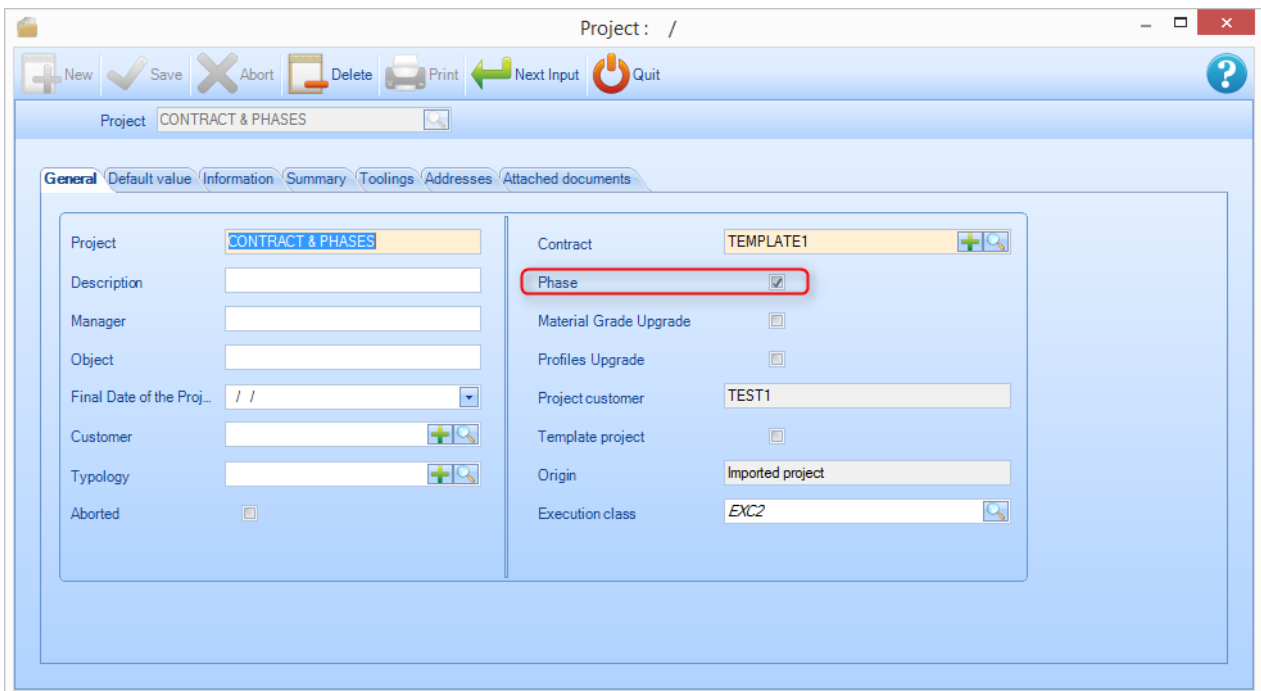 Project : /
New Save Abort Delete Print Next Input Quit ?
Project CONTRACT & PHASES
General Default value Information Summary Toolings Addresses Attached documents
Project CONTRACT & PHASES
Description
Manager
Object
Final Date of the Proj... / /
Customer
Typology
Aborted
Contract TEMPLATE1
Phase
Material Grade Upgrade
Profiles Upgrade
Project customer TEST1
Template project
Origin Imported project
Execution class EXC2